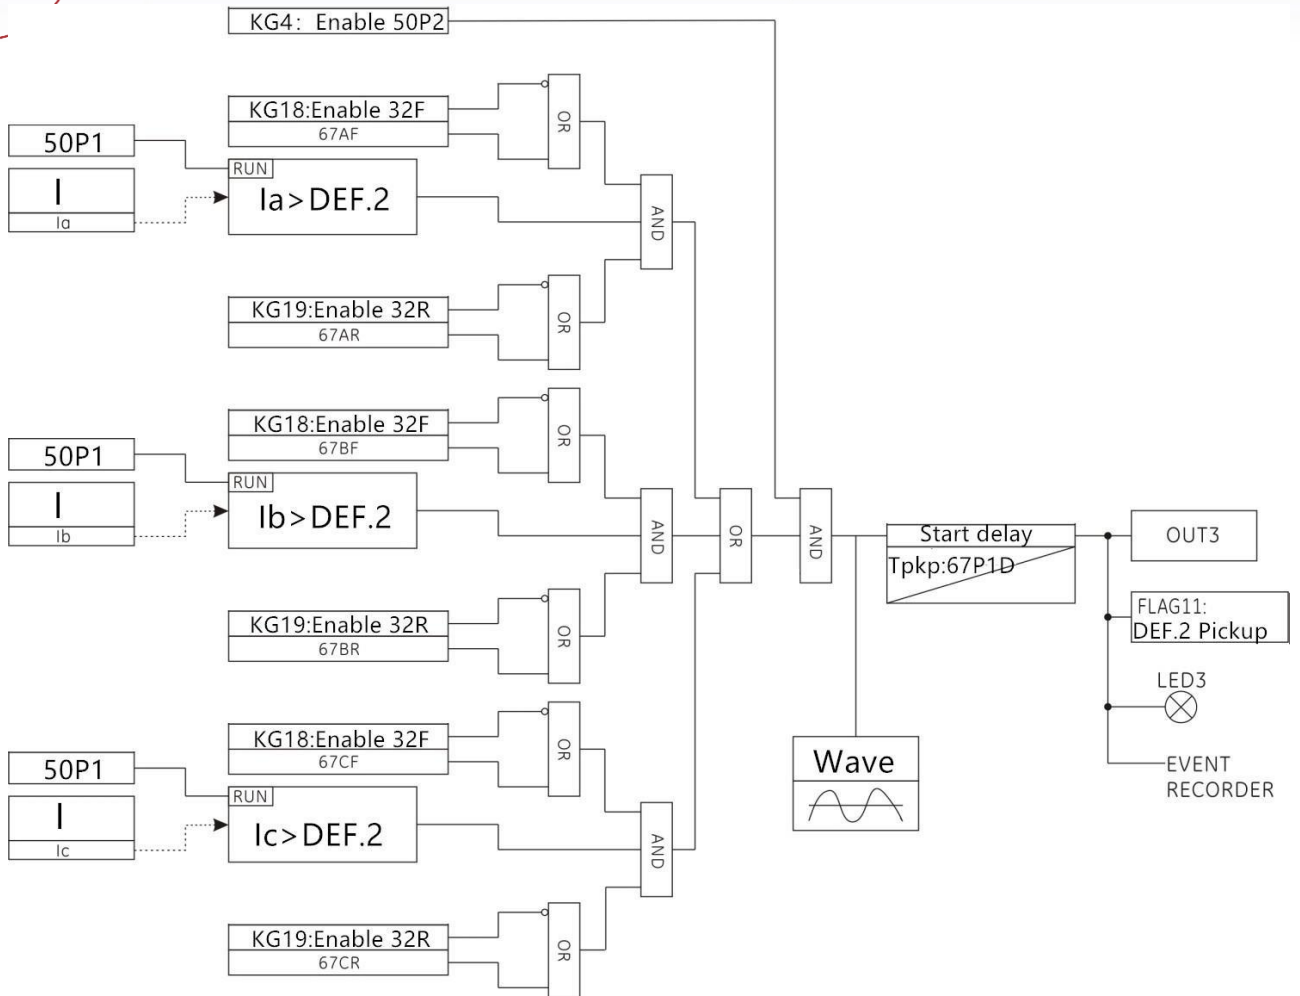 KG4: Enable 50P2
KG18:Enable 32F
67AF
OR
50P1
RUN
I
Ia
Ia>DEF.2
AND
KG19:Enable 32R
67AR
OR
KG18:Enable 32F
67BF
OR
50P1
RUN
I
Ib
Ib>DEF.2
AND
OR
AND
Start delay
Tpkp:67P1D
OUT3
FLAG11:
DEF.2 Pickup
KG19:Enable 32R
67BR
OR
LED3
KG18:Enable 32F
67CF
OR
Wave
EVENT
RECORDER
50P1
RUN
I
Ic
Ic>DEF.2
AND
KG19:Enable 32R
67CR
OR